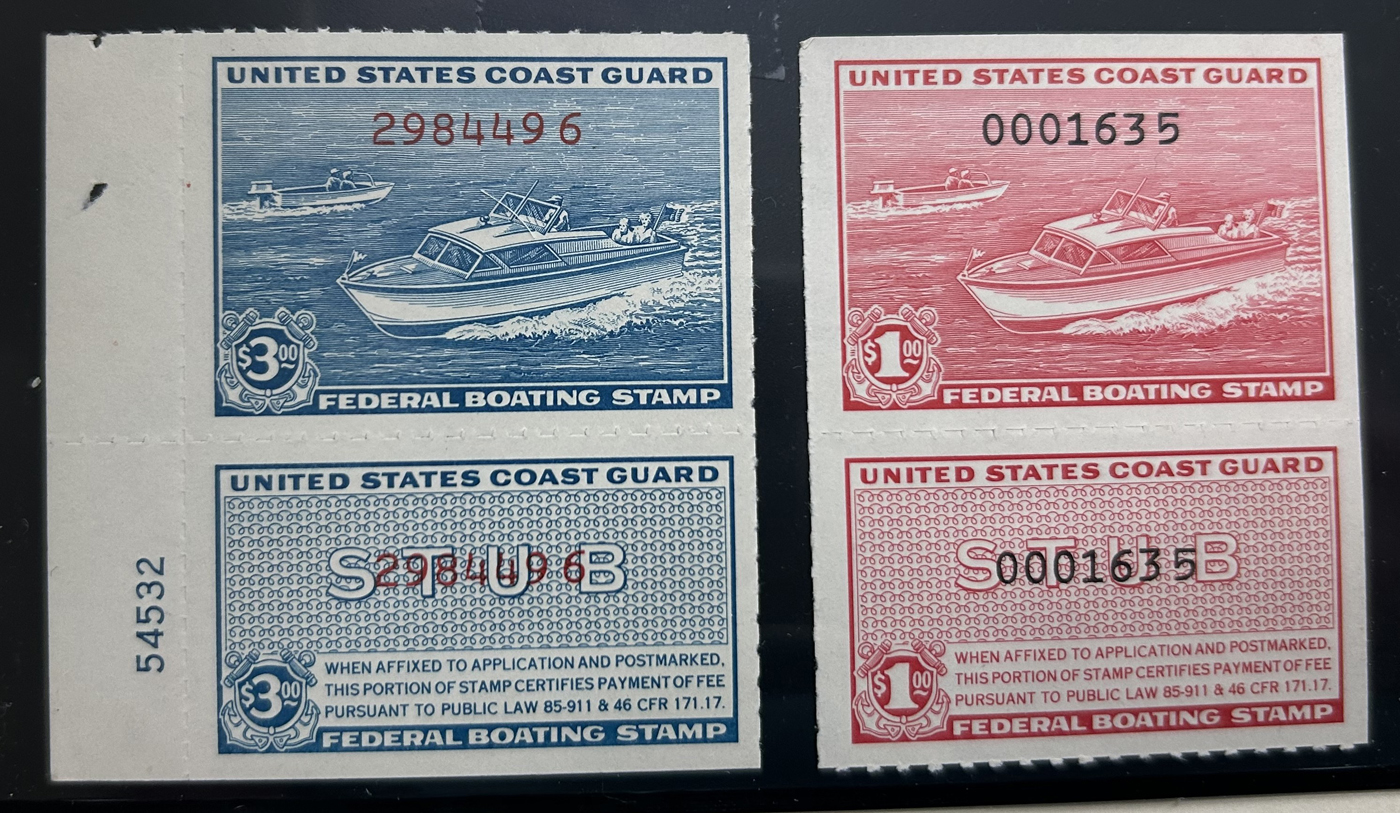 UNITED STATES COAST GUARD
2984496
$3.00
FEDERAL BOATING STAMP
UNITED STATES COAST GUARD
STUB
2984496
WHEN AFFIXED TO APPLICATION AND POSTMARKED,
THIS PORTION OF STAMP CERTIFIES PAYMENT OF FEE
PURSUANT TO PUBLIC LAW 85-911 & 46 CFR 171.17.
$3.00
FEDERAL BOATING STAMP
54532
UNITED STATES COAST GUARD
0001635
$1.00
FEDERAL BOATING STAMP
UNITED STATES COAST GUARD
STUB
0001635
WHEN AFFIXED TO APPLICATION AND POSTMARKED,
THIS PORTION OF STAMP CERTIFIES PAYMENT OF FEE
PURSUANT TO PUBLIC LAW 85-911 & 46 CFR 171.17.
$1.00
FEDERAL BOATING STAMP